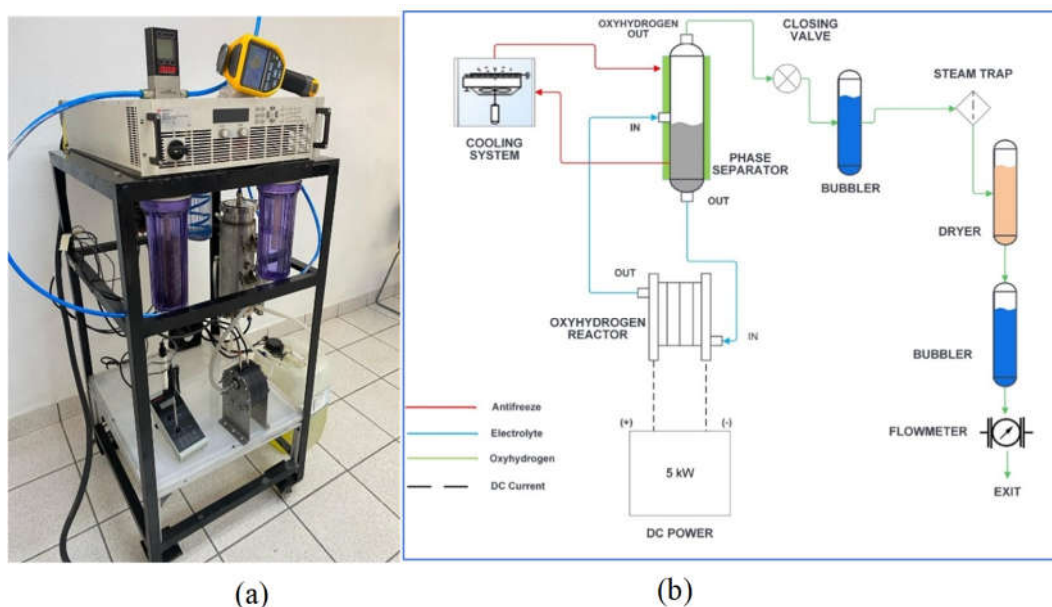 OXYHYDROGEN
OUT
CLOSING
VALVE
STEAM TRAP
IN
COOLING
SYSTEM
PHASE
SEPARATOR
BUBBLER
OUT
DRYER
OUT
OXYHYDROGEN
REACTOR
IN
BUBBLER
Antifreeze
(+)
(-)
FLOWMETER
Electrolyte
Oxyhydrogen
5 kW
EXIT
DC Current
DC POWER
(a)
(b)